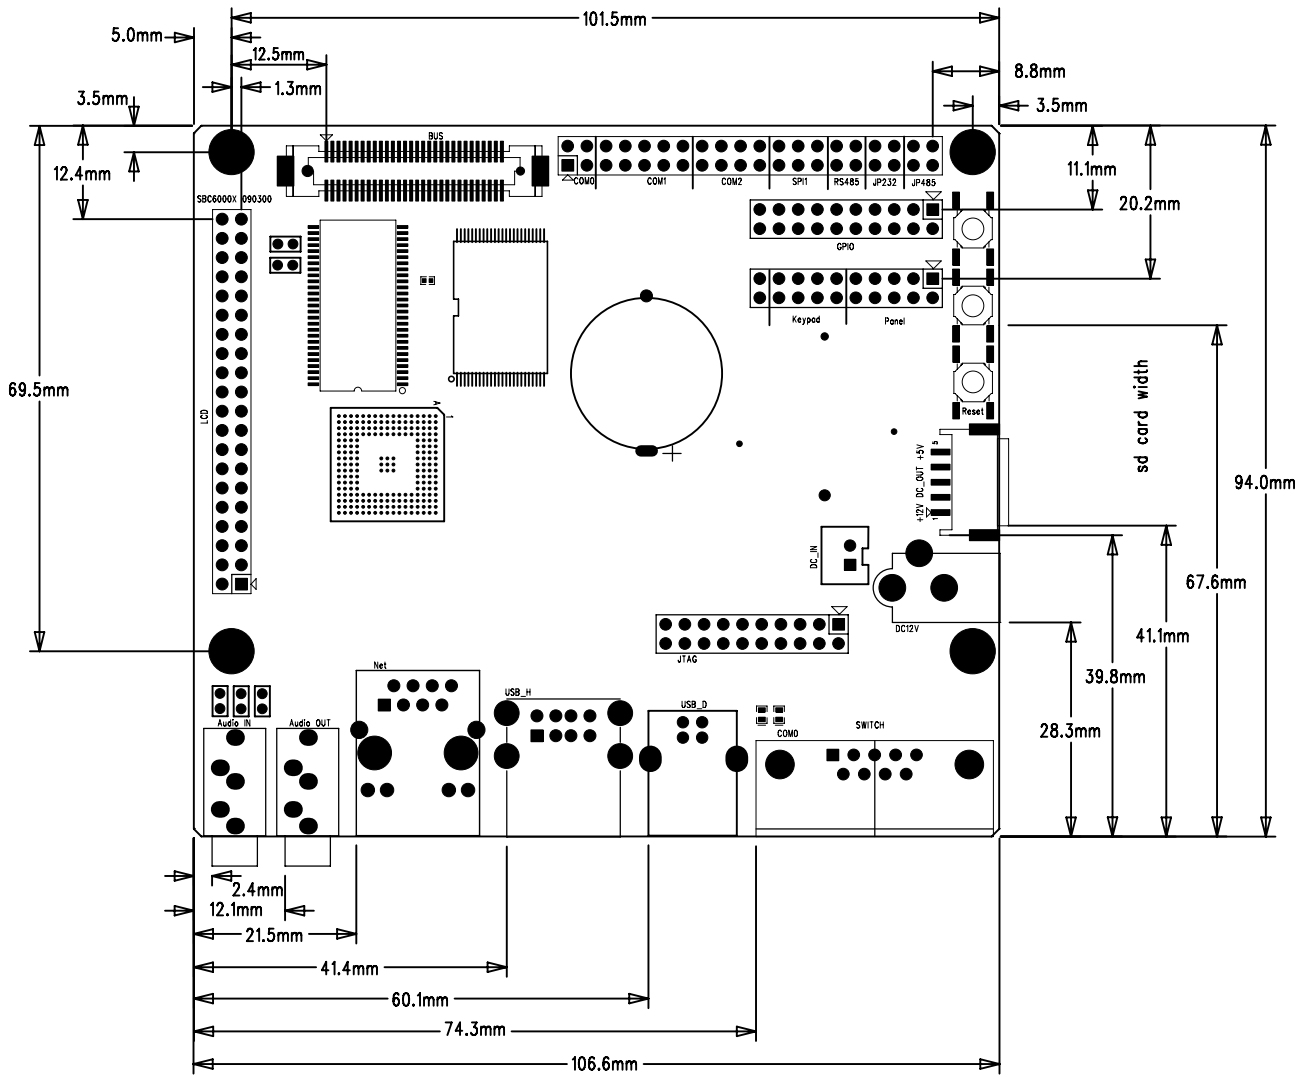 101.5mm
5.0mm
12.5mm
8.8mm
1.3mm
3.5mm
3.5mm
BUS
12.4mm
COM0 COM1 COM2 SPI1 RS485 JP232 JP485
11.1mm
SBC6000X 090300
20.2mm
GPIO
Keypad Panel
69.5mm
LCD
A
1
Reset
sd card width
5
+5V
DC_OUT
+12V
1
94.0mm
DC_IN
67.6mm
DC12V
41.1mm
JTAG
Net
39.8mm
USB_H
USB_D
Audio IN Audio OUT
COM0 SWITCH
28.3mm
2.4mm
12.1mm
21.5mm
41.4mm
60.1mm
74.3mm
106.6mm